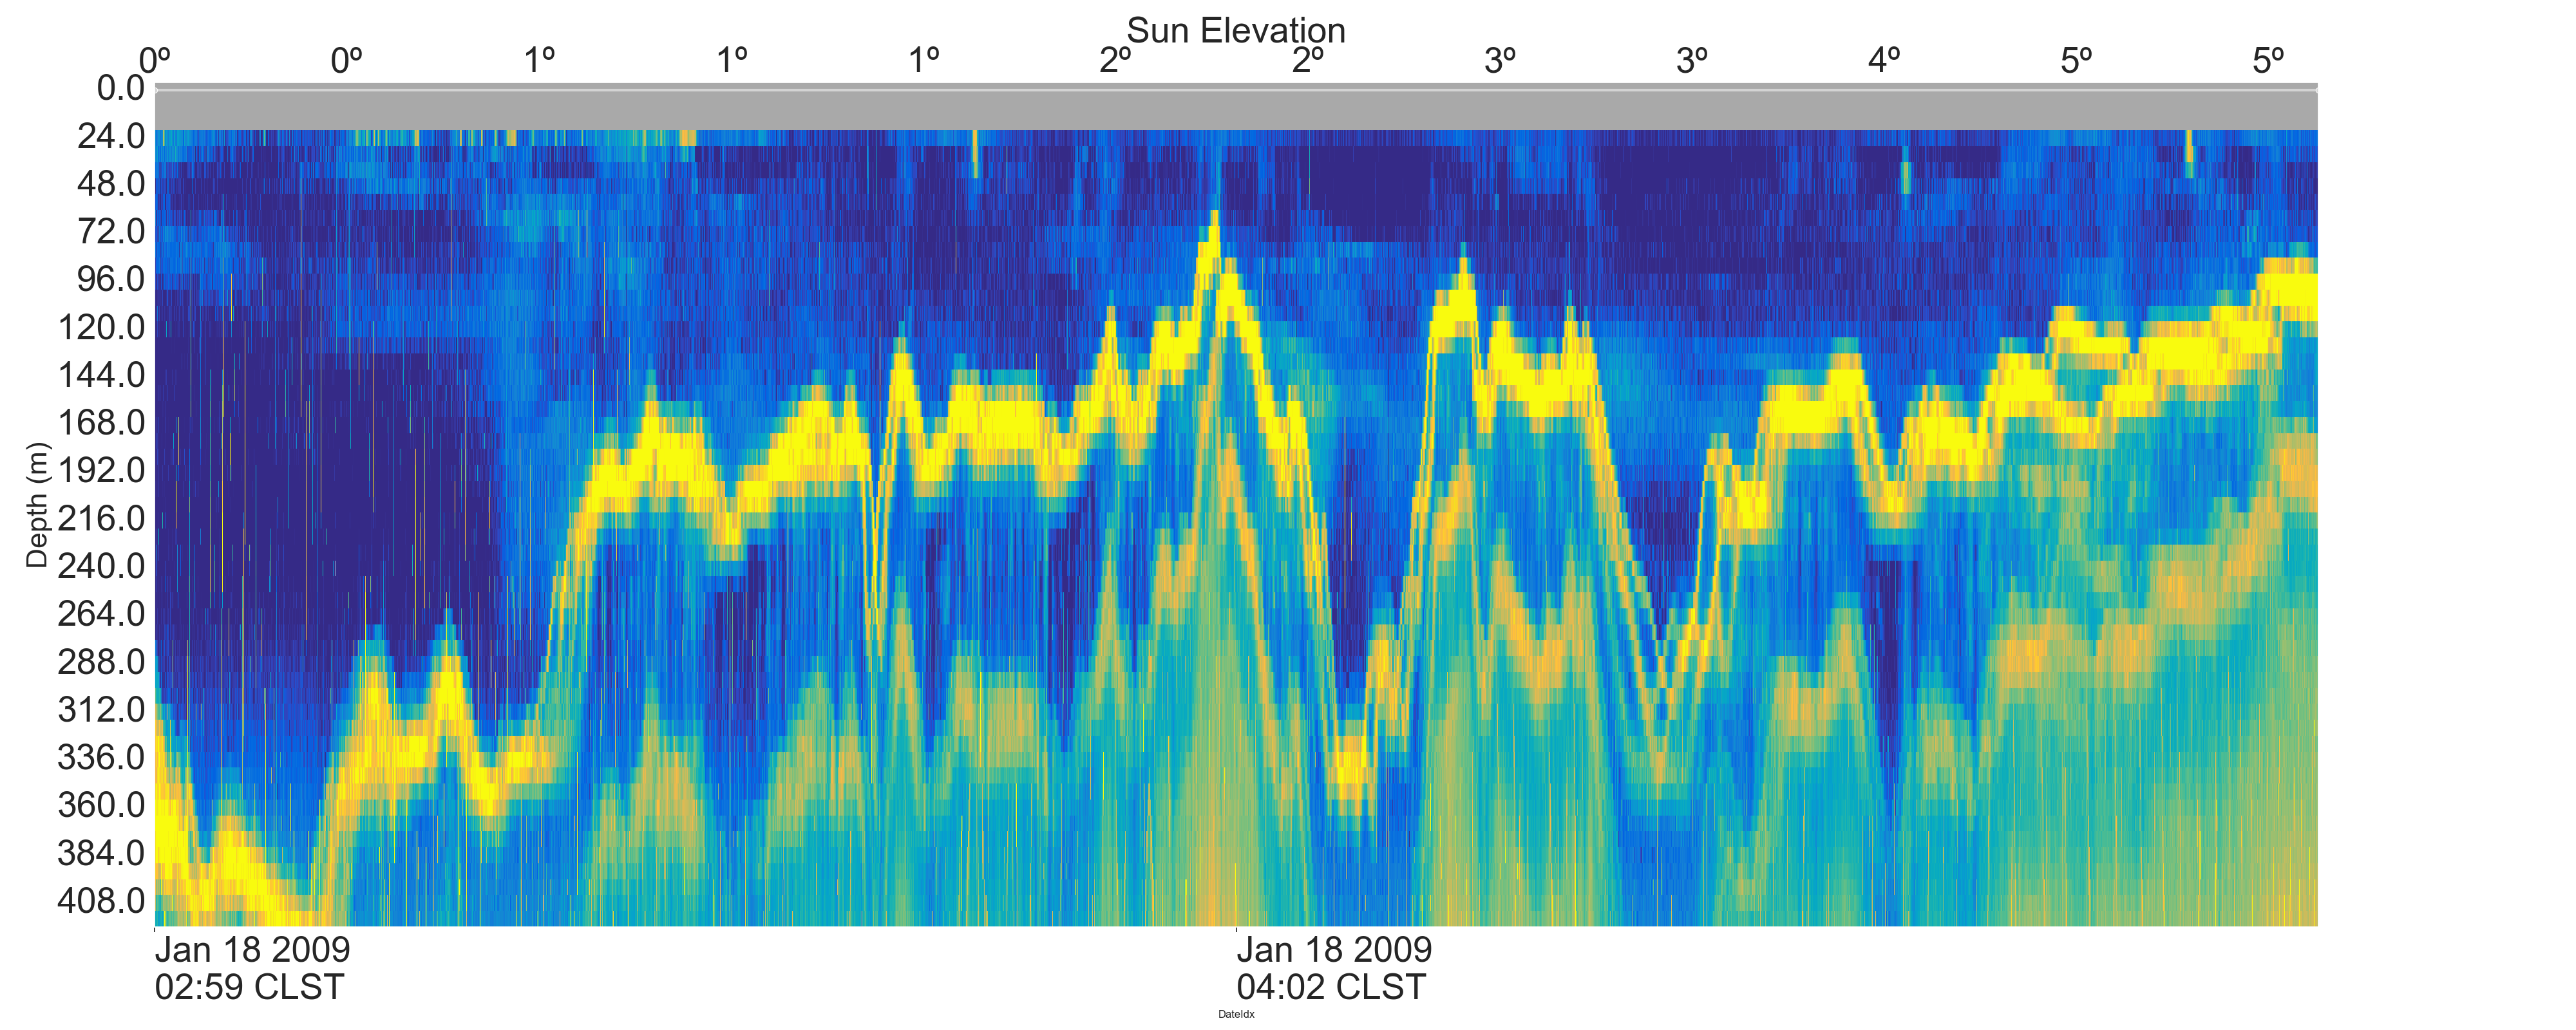 Sun Elevation
0º 0º 1º 1º 1º 2º 2º 3º 3º 4º 5º 5º
0.0
24.0
48.0
72.0
96.0
120.0
144.0
168.0
192.0
216.0
240.0
264.0
288.0
312.0
336.0
360.0
384.0
408.0
Depth (m)
Jan 18 2009
02:59 CLST
Jan 18 2009
04:02 CLST
DateIdx